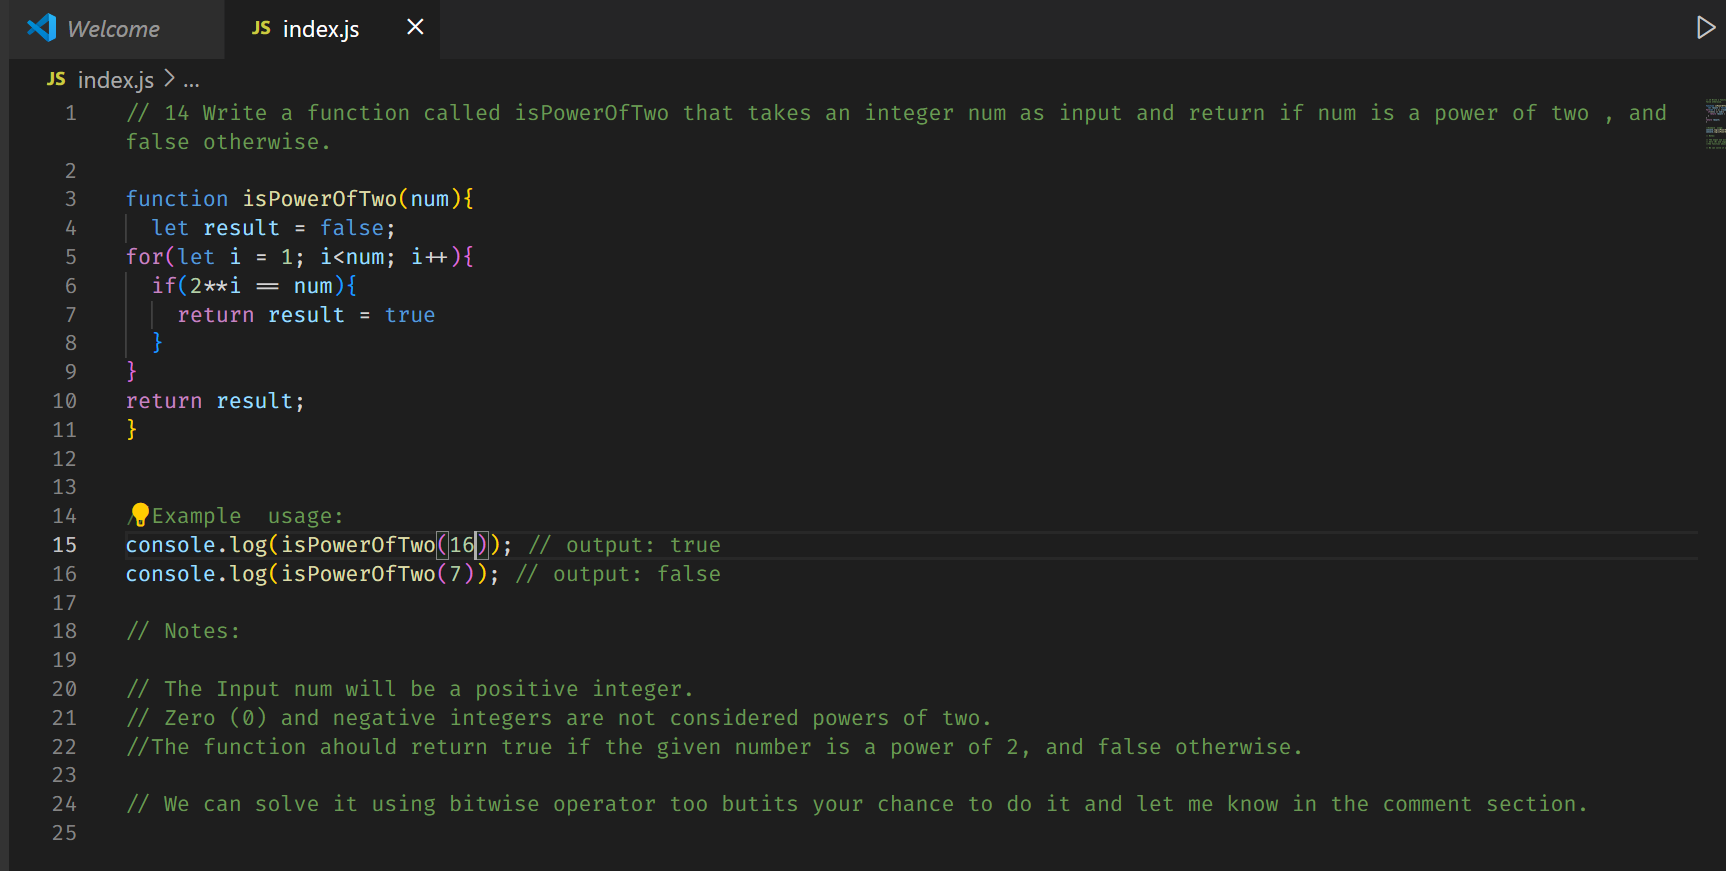 Welcome
JS index.js
JS index.js > ...
1 // 14 Write a function called isPowerOfTwo that takes an integer num as input and return if num is a power of two , and
false otherwise.
2
3 function isPowerOfTwo(num){
4 let result = false;
5 for(let i = 1; i<num; i++){
6 if(2**i == num){
7 return result = true
8 }
9 }
10 return result;
11 }
12
13
14 /Example  usage:
15 console.log(isPowerOfTwo(16)); // output: true
16 console.log(isPowerOfTwo(7)); // output: false
17
18 // Notes:
19
20 // The Input num will be a positive integer.
21 // Zero (0) and negative integers are not considered powers of two.
22 //The function ahould return true if the given number is a power of 2, and false otherwise.
23
24 // We can solve it using bitwise operator too butits your chance to do it and let me know in the comment section.
25